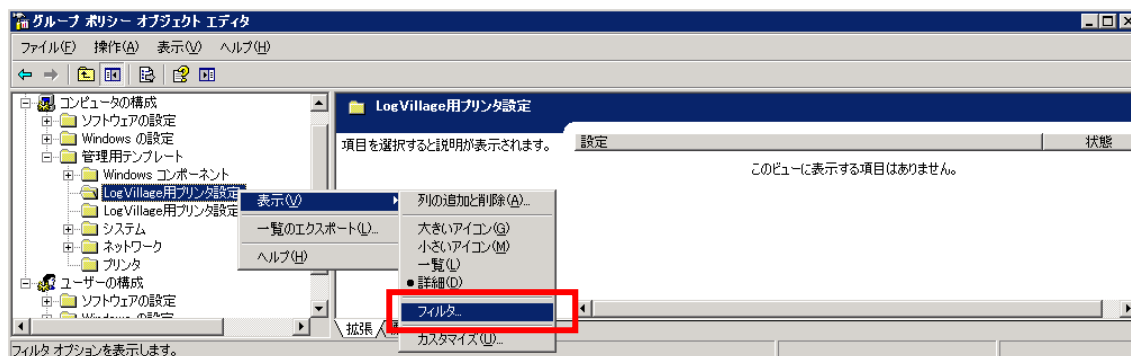 グループ ポリシー オブジェクト エディタ
ファイル(F) 操作(A) 表示(V) ヘルプ(H)
コンピュータの構成
ソフトウェアの設定
Windows の設定
管理用テンプレート
Windows コンポーネント
LogVillage用プリンタ設定
LogVillage用プリンタ設定
システム
ネットワーク
プリンタ
ユーザーの構成
ソフトウェアの設定
Windows の設定
表示(V)
一覧のエクスポート(L)...
ヘルプ(H)
列の追加と削除(A)...
大きいアイコン(G)
小さいアイコン(M)
一覧(L)
詳細(D)
フィルタ...
カスタマイズ(U)...
LogVillage用プリンタ設定
項目を選択すると説明が表示されます。
設定 状態
このビューに表示する項目はありません。
拡張
フィルタ オプションを表示します。